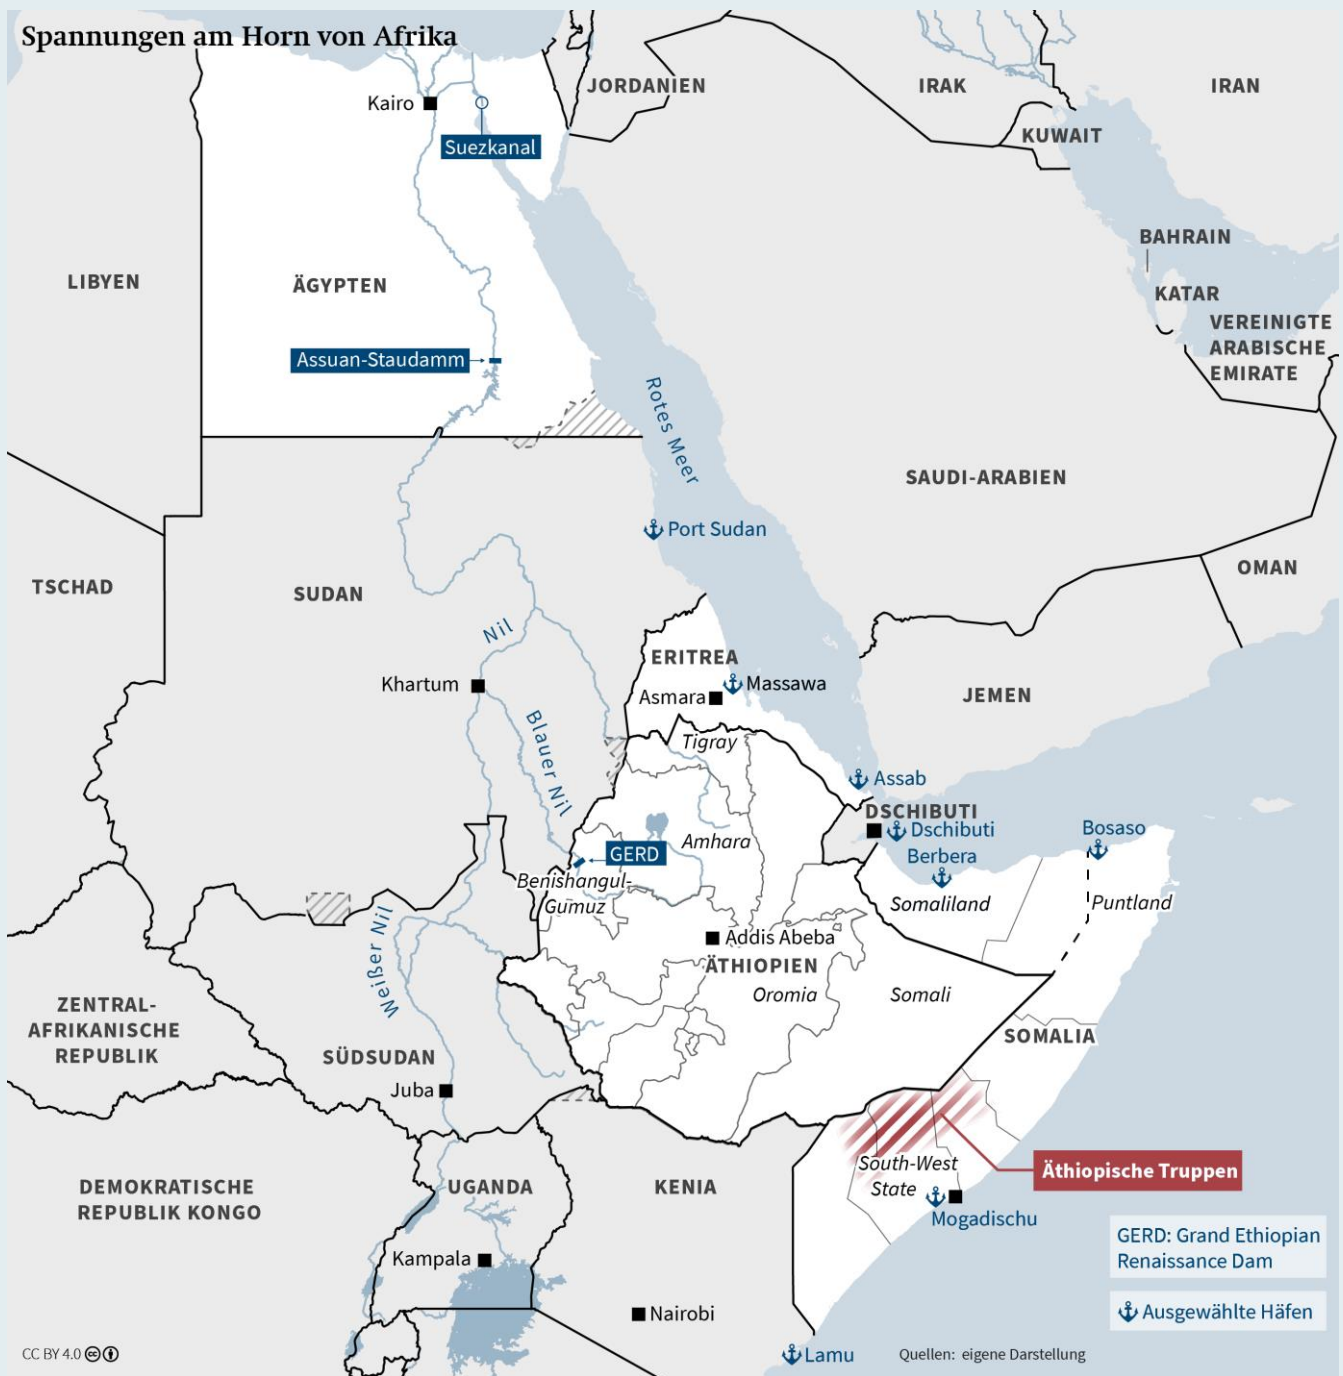 Spannungen am Horn von Afrika
JORDANIEN
IRAK
IRAN
Kairo
KUWAIT
Suezkanal
BAHRAIN
LIBYEN
ÄGYPTEN
KATAR
VEREINIGTE
ARABISCHE
EMIRATE
Assuan-Staudamm
Rotes Meer
SAUDI-ARABIEN
Port Sudan
OMAN
TSCHAD
SUDAN
Nil
ERITREA
Khartum
Asmara
Massawa
JEMEN
Blauer Nil
Tigray
Assab
DSCHIBUTI
Dschibuti
Bosaso
Amhara
GERD
Berbera
Benishangul-
Gumuz
Somaliland
Puntland
Weißer Nil
Addis Abeba
ÄTHIOPIEN
Oromia
Somali
ZENTRAL-
AFRIKANISCHE
REPUBLIK
SOMALIA
SÜDSUDAN
Juba
South-West
State
Äthiopische Truppen
DEMOKRATISCHE
REPUBLIK KONGO
UGANDA
KENIA
Mogadischu
GERD: Grand Ethiopian
Renaissance Dam
Kampala
Nairobi
Ausgewählte Häfen
CC BY 4.0
Lamu
Quellen: eigene Darstellung